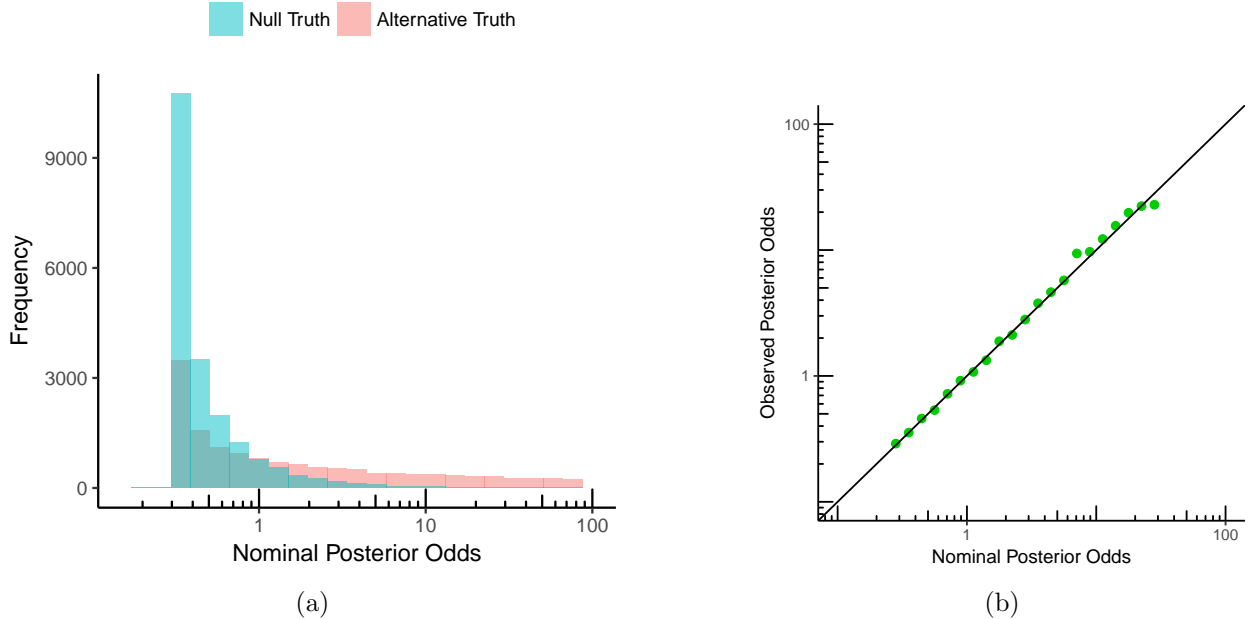 Null Truth Alternative Truth
Frequency
9000
6000
3000
0
1 10 100
Nominal Posterior Odds
(a)
Observed Posterior Odds
100
1
1 100
Nominal Posterior Odds
(b)